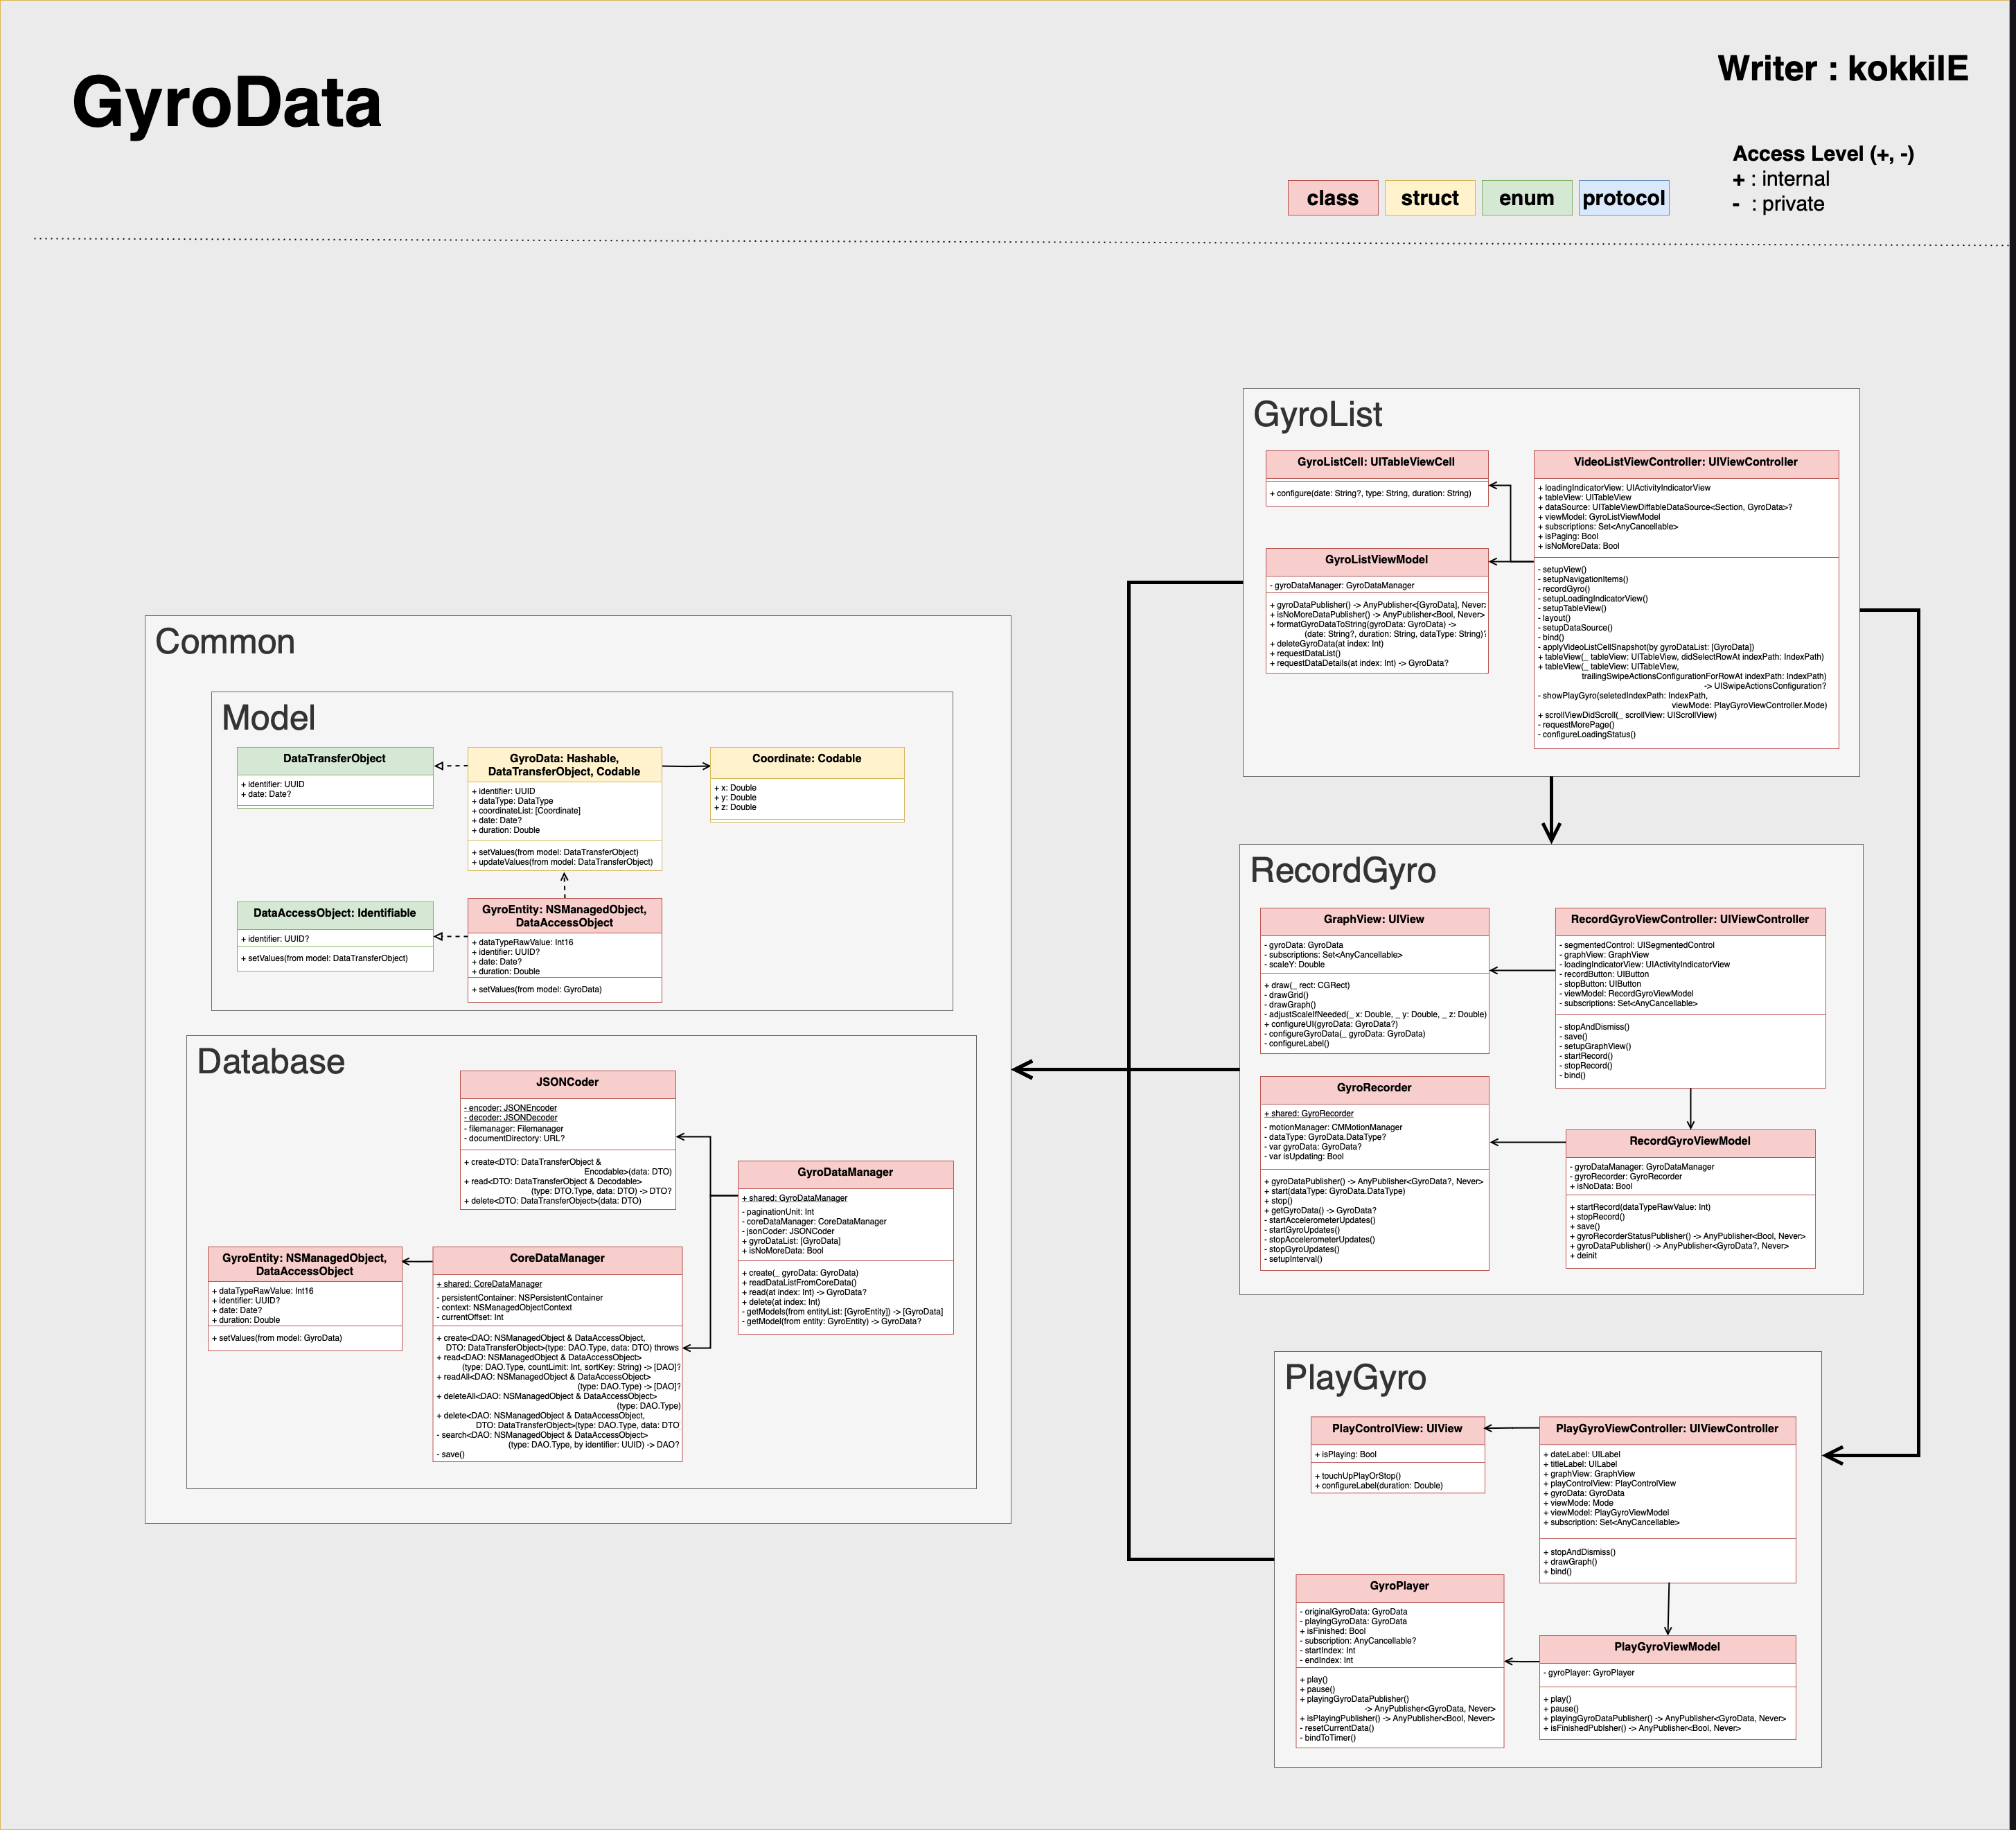 GyroData
Writer : kokkilE
Access Level (+, -)
+ : internal
- : private
class
struct
enum
protocol
GyroList
GyroListCell: UITableViewCell
+ configure(date: String?, type: String, duration: String)
GyroListViewModel
- gyroDataManager: GyroDataManager
+ gyroDataPublisher() -> AnyPublisher<[GyroData], Never>
+ isNoMoreDataPublisher() -> AnyPublisher<Bool, Never>
+ formatGyroDataToString(gyroData: GyroData) ->
(date: String?, duration: String, dataType: String)?
+ deleteGyroData(at index: Int)
+ requestDataList()
+ requestDataDetails(at index: Int) -> GyroData?
VideoListViewController: UIViewController
+ loadingIndicatorView: UIActivityIndicatorView
+ tableView: UITableView
+ dataSource: UITableViewDiffableDataSource<Section, GyroData>?
+ viewModel: GyroListViewModel
+ subscriptions: Set<AnyCancellable>
+ isPaging: Bool
+ isNoMoreData: Bool
- setupView()
- setupNavigationItems()
- recordGyro()
- setupLoadingIndicatorView()
- setupTableView()
- layout()
- setupDataSource()
- bind()
- applyVideoListCellSnapshot(by gyroDataList: [GyroData])
+ tableView(_ tableView: UITableView, didSelectRowAt indexPath: IndexPath)
+ tableView(_ tableView: UITableView,
trailingSwipeActionsConfigurationForRowAt indexPath: IndexPath)
-> UISwipeActionsConfiguration?
- showPlayGyro(seletedIndexPath: IndexPath,
viewMode: PlayGyroViewController.Mode)
+ scrollViewDidScroll(_ scrollView: UIScrollView)
- requestMorePage()
- configureLoadingStatus()
Common
Model
DataTransferObject
+ identifier: UUID
+ date: Date?
GyroData: Hashable,
DataTransferObject, Codable
+ identifier: UUID
+ dataType: DataType
+ coordinateList: [Coordinate]
+ date: Date?
+ duration: Double
+ setValues(from model: DataTransferObject)
+ updateValues(from model: DataTransferObject)
Coordinate: Codable
+ x: Double
+ y: Double
+ z: Double
DataAccessObject: Identifiable
+ identifier: UUID?
+ setValues(from model: DataTransferObject)
GyroEntity: NSManagedObject,
DataAccessObject
+ dataTypeRawValue: Int16
+ identifier: UUID?
+ date: Date?
+ duration: Double
+ setValues(from model: GyroData)
Database
JSONCoder
- encoder: JSONEncoder
- decoder: JSONDecoder
- filemanager: Filemanager
- documentDirectory: URL?
+ create<DTO: DataTransferObject &
Encodable>(data: DTO)
+ read<DTO: DataTransferObject & Decodable>
(type: DTO.Type, data: DTO) -> DTO?
+ delete<DTO: DataTransferObject>(data: DTO)
GyroDataManager
+ shared: GyroDataManager
- paginationUnit: Int
- coreDataManager: CoreDataManager
- jsonCoder: JSONCoder
+ gyroDataList: [GyroData]
+ isNoMoreData: Bool
+ create(_ gyroData: GyroData)
+ readDataListFromCoreData()
+ read(at index: Int) -> GyroData?
+ delete(at index: Int)
- getModels(from entityList: [GyroEntity]) -> [GyroData]
- getModel(from entity: GyroEntity) -> GyroData?
GyroEntity: NSManagedObject,
DataAccessObject
+ dataTypeRawValue: Int16
+ identifier: UUID?
+ date: Date?
+ duration: Double
+ setValues(from model: GyroData)
CoreDataManager
+ shared: CoreDataManager
- persistentContainer: NSPersistentContainer
- context: NSManagedObjectContext
- currentOffset: Int
+ create<DAO: NSManagedObject & DataAccessObject,
DTO: DataTransferObject>(type: DAO.Type, data: DTO) throws
+ read<DAO: NSManagedObject & DataAccessObject>
(type: DAO.Type, countLimit: Int, sortKey: String) -> [DAO]?
+ readAll<DAO: NSManagedObject & DataAccessObject>
(type: DAO.Type) -> [DAO]?
+ deleteAll<DAO: NSManagedObject & DataAccessObject>
(type: DAO.Type)
+ delete<DAO: NSManagedObject & DataAccessObject,
DTO: DataTransferObject>(type: DAO.Type, data: DTO
- search<DAO: NSManagedObject & DataAccessObject>
(type: DAO.Type, by identifier: UUID) -> DAO?
- save()
RecordGyro
GraphView: UIView
- gyroData: GyroData
- subscriptions: Set<AnyCancellable>
- scaleY: Double
+ draw(_ rect: CGRect)
- drawGrid()
- drawGraph()
- adjustScaleIfNeeded(_ x: Double, _ y: Double, _ z: Double)
+ configureUI(gyroData: GyroData?)
- configureGyroData(_ gyroData: GyroData)
- configureLabel()
RecordGyroViewController: UIViewController
- segmentedControl: UISegmentedControl
- graphView: GraphView
- loadingIndicatorView: UIActivityIndicatorView
- recordButton: UIButton
- stopButton: UIButton
- viewModel: RecordGyroViewModel
- subscriptions: Set<AnyCancellable>
- stopAndDismiss()
- save()
- setupGraphView()
- startRecord()
- stopRecord()
- bind()
GyroRecorder
+ shared: GyroRecorder
- motionManager: CMMotionManager
- dataType: GyroData.DataType?
- var gyroData: GyroData?
- var isUpdating: Bool
+ gyroDataPublisher() -> AnyPublisher<GyroData?, Never>
+ start(dataType: GyroData.DataType)
+ stop()
+ getGyroData() -> GyroData?
- startAccelerometerUpdates()
- startGyroUpdates()
- stopAccelerometerUpdates()
- stopGyroUpdates()
- setupInterval()
RecordGyroViewModel
- gyroDataManager: GyroDataManager
- gyroRecorder: GyroRecorder
+ isNoData: Bool
+ startRecord(dataTypeRawValue: Int)
+ stopRecord()
+ save()
+ gyroRecorderStatusPublisher() -> AnyPublisher<Bool, Never>
+ gyroDataPublisher() -> AnyPublisher<GyroData?, Never>
+ deinit
PlayGyro
PlayControlView: UIView
+ isPlaying: Bool
+ touchUpPlayOrStop()
+ configureLabel(duration: Double)
PlayGyroViewController: UIViewController
+ dateLabel: UILabel
+ titleLabel: UILabel
+ graphView: GraphView
+ playControlView: PlayControlView
+ gyroData: GyroData
+ viewMode: Mode
+ viewModel: PlayGyroViewModel
+ subscription: Set<AnyCancellable>
+ stopAndDismiss()
+ drawGraph()
+ bind()
GyroPlayer
- originalGyroData: GyroData
- playingGyroData: GyroData
+ isFinished: Bool
- subscription: AnyCancellable?
- startIndex: Int
- endIndex: Int
+ play()
+ pause()
+ playingGyroDataPublisher()
-> AnyPublisher<GyroData, Never>
+ isPlayingPublisher() -> AnyPublisher<Bool, Never>
- resetCurrentData()
- bindToTimer()
PlayGyroViewModel
- gyroPlayer: GyroPlayer
+ play()
+ pause()
+ playingGyroDataPublisher() -> AnyPublisher<GyroData, Never>
+ isFinishedPublsher() -> AnyPublisher<Bool, Never>